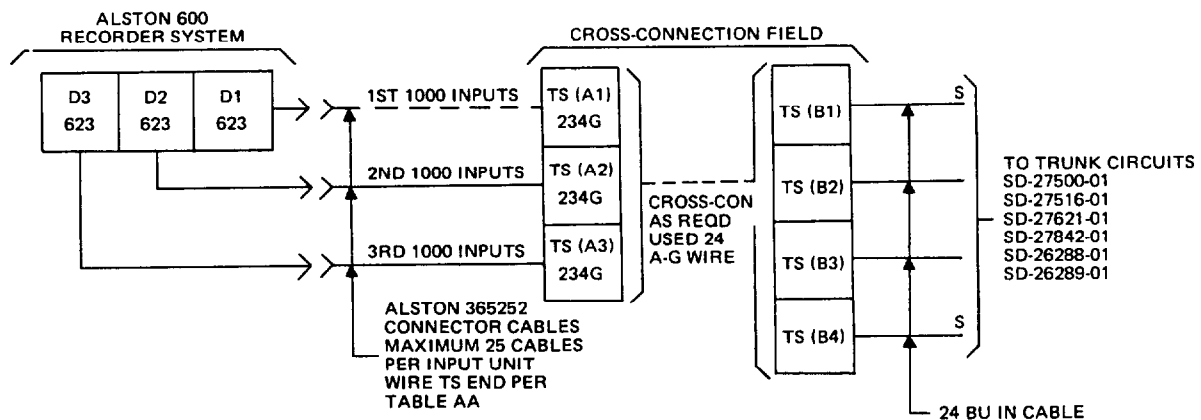 ALSTON 600
RECORDER SYSTEM
CROSS-CONNECTION FIELD
D3
623
D2
623
D1
623
1ST 1000 INPUTS
2ND 1000 INPUTS
3RD 1000 INPUTS
TS (A1)
234G
TS (A2)
234G
TS (A3)
234G
CROSS-CON
AS REQD
USED 24
A-G WIRE
TS (B1)
TS (B2)
TS (B3)
TS (B4)
S
S
TO TRUNK CIRCUITS
SD-27500-01
SD-27516-01
SD-27621-01
SD-27842-01
SD-26288-01
SD-26289-01
ALSTON 365252
CONNECTOR CABLES
MAXIMUM 25 CABLES
PER INPUT UNIT
WIRE TS END PER
TABLE AA
24 BU IN CABLE